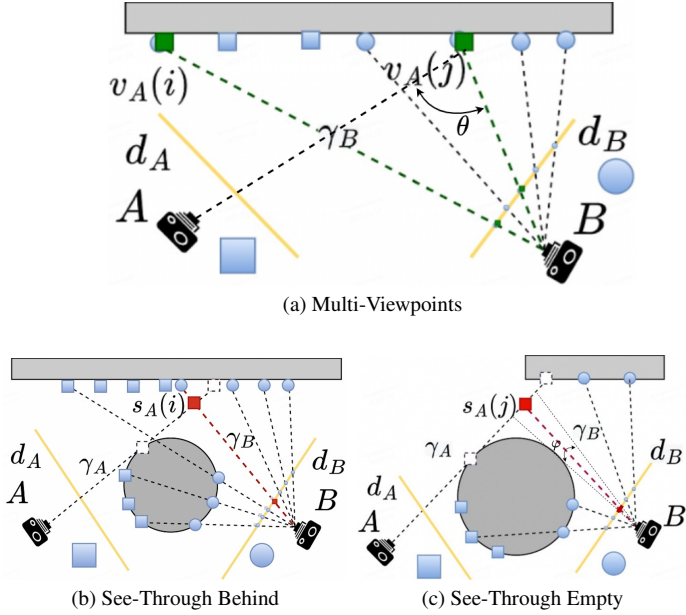 v_A(i)
v_A(j)
θ
γ_B
d_A
d_B
A
B
(a) Multi-Viewpoints
s_A(i)
γ_B
d_A
γ_A
d_B
A
B
(b) See-Through Behind
s_A(j)
γ_A
φ
γ_B
d_A
d_B
A
B
(c) See-Through Empty